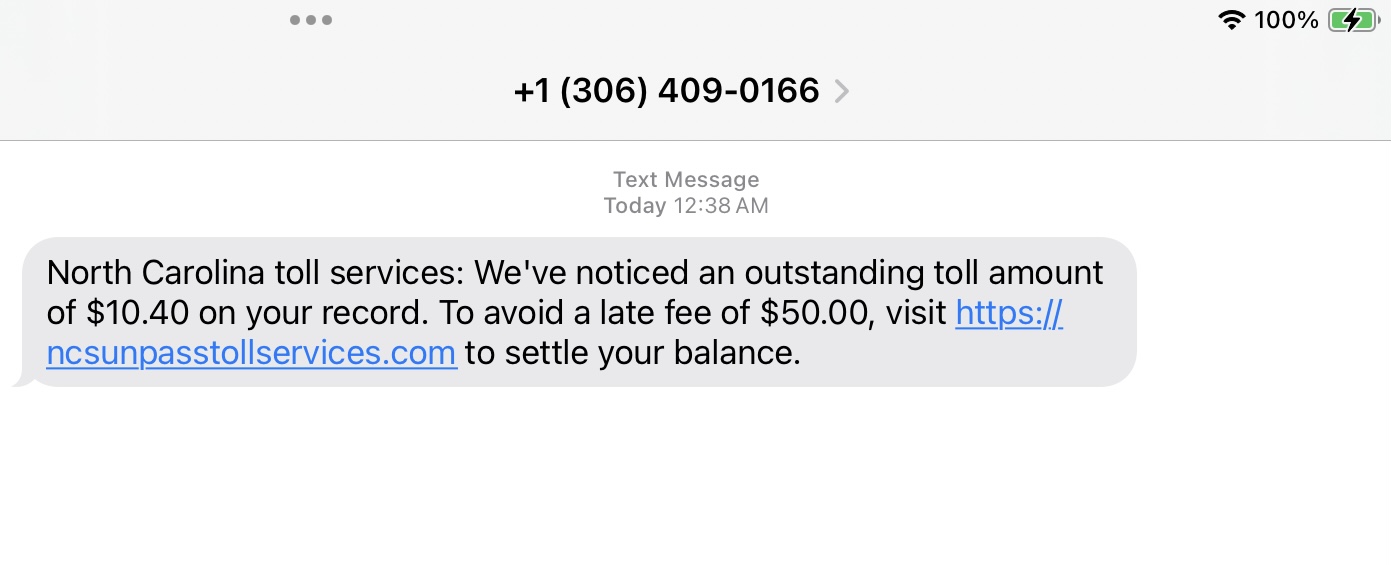 100%
+1 (306) 409-0166
Text Message
Today 12:38 AM
North Carolina toll services: We've noticed an outstanding toll amount
of $10.40 on your record. To avoid a late fee of $50.00, visit https://
ncsunpasstollservices.com to settle your balance.